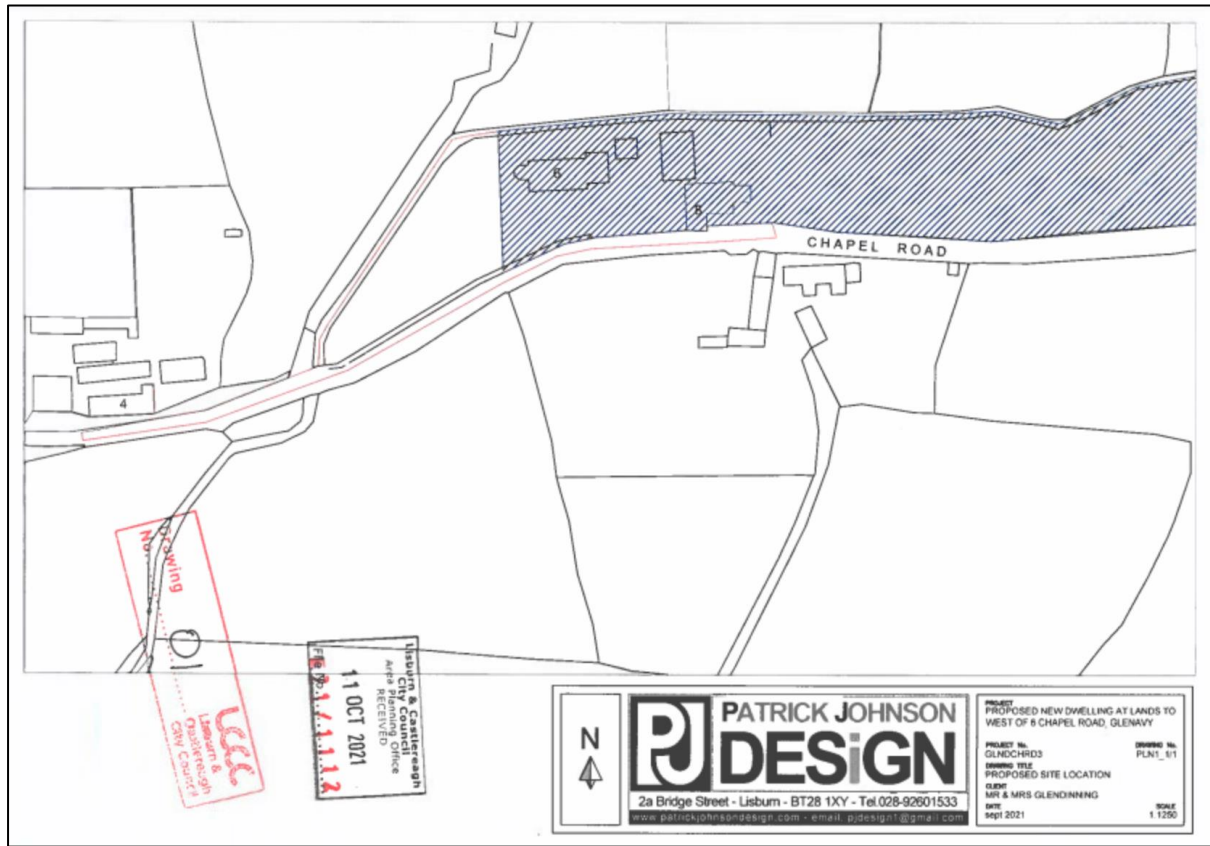 6
8
CHAPEL ROAD
4
Drawing
No.
01
LCCC
Lisburn &
Castlereagh
City Council
Lisburn & Castlereagh
City Council
Area Planning Office
RECEIVED
11 OCT 2021
File No.
N
PJ
PATRICK JOHNSON
DESiGN
2a Bridge Street - Lisburn - BT28 1XY - Tel.028-92601533
www.patrickjohnsondesign.com - email. pjdesign1@gmail.com
PROJECT
PROPOSED NEW DWELLING AT LANDS TO
WEST OF 6 CHAPEL ROAD, GLENAVY
PROJECT No. DRAWING No.
GLNDCHRD3 PLN1_1/1
DRAWING TITLE
PROPOSED SITE LOCATION
CLIENT
MR & MRS GLENDINNING
DATE SCALE
sept 2021 1.1250